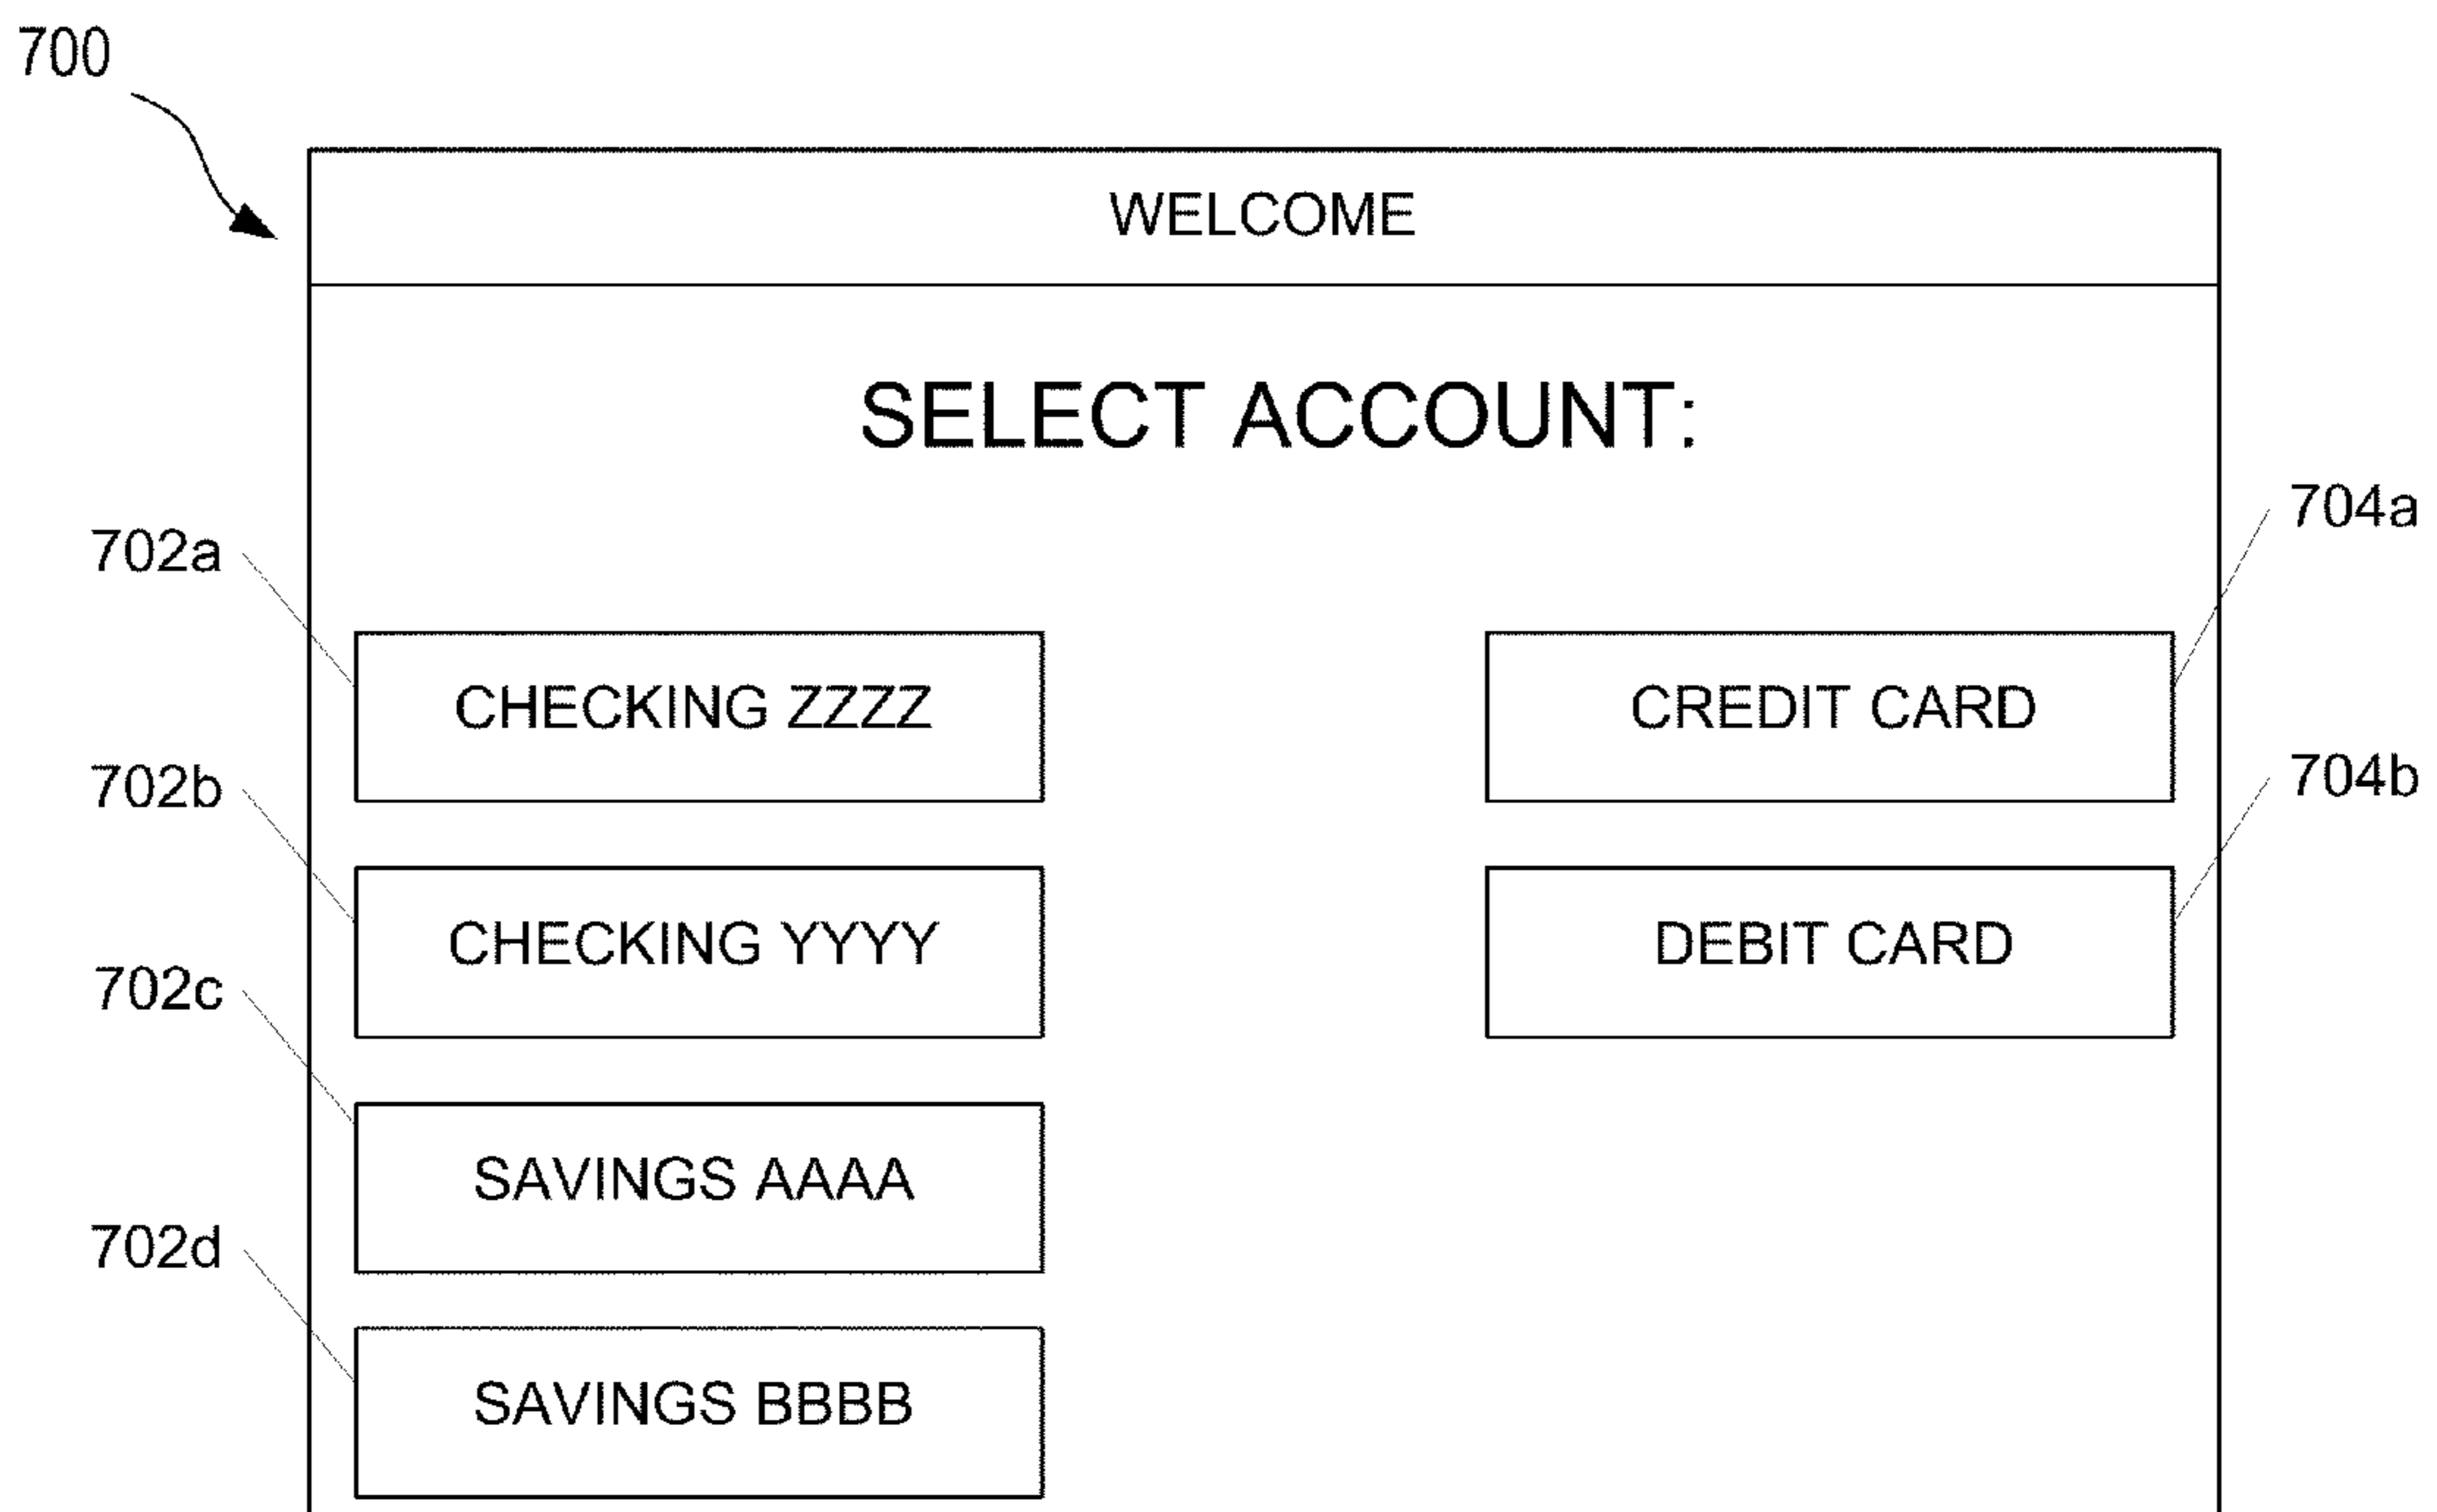 700
WELCOME
SELECT ACCOUNT:
704a
702a
CHECKING ZZZZ
CREDIT CARD
702b
704b
CHECKING YYYY
DEBIT CARD
702c
SAVINGS AAAA
702d
SAVINGS BBBB